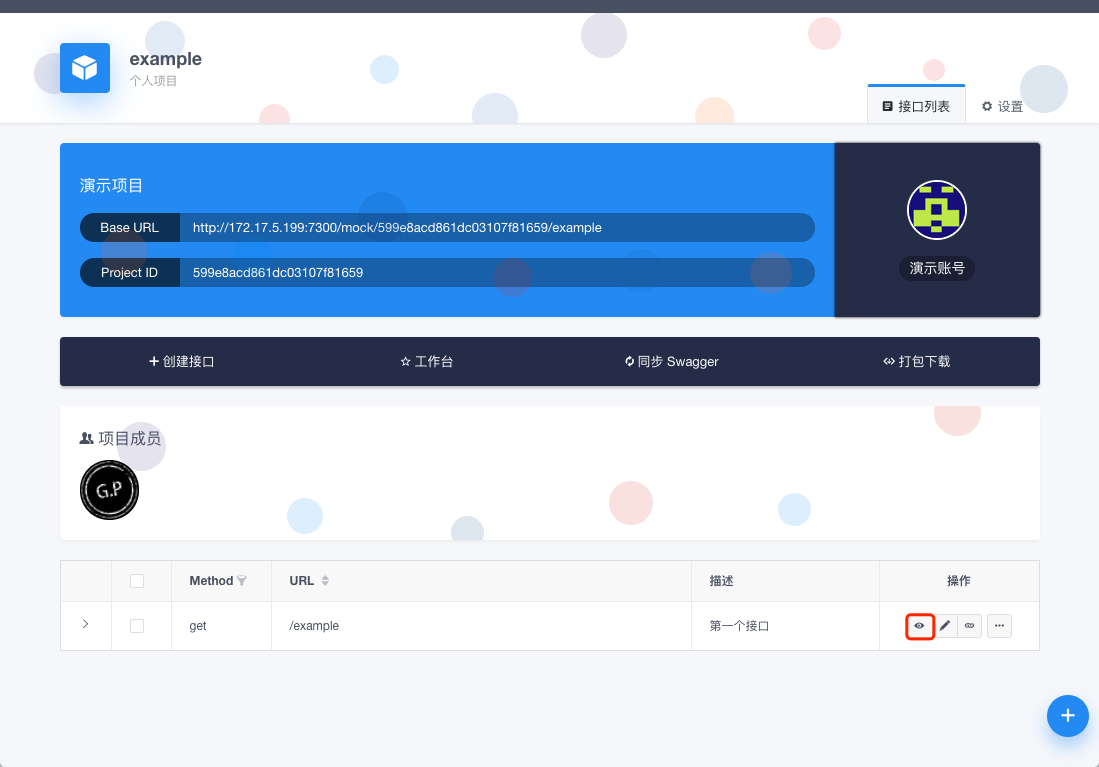 example
个人项目
接口列表
设置
演示项目
Base URL http://172.17.5.199:7300/mock/599e8acd861dc03107f81659/example
Project ID 599e8acd861dc03107f81659
演示账号
创建接口 工作台 同步 Swagger 打包下载
项目成员
G.P
Method URL 描述 操作
get /example 第一个接口